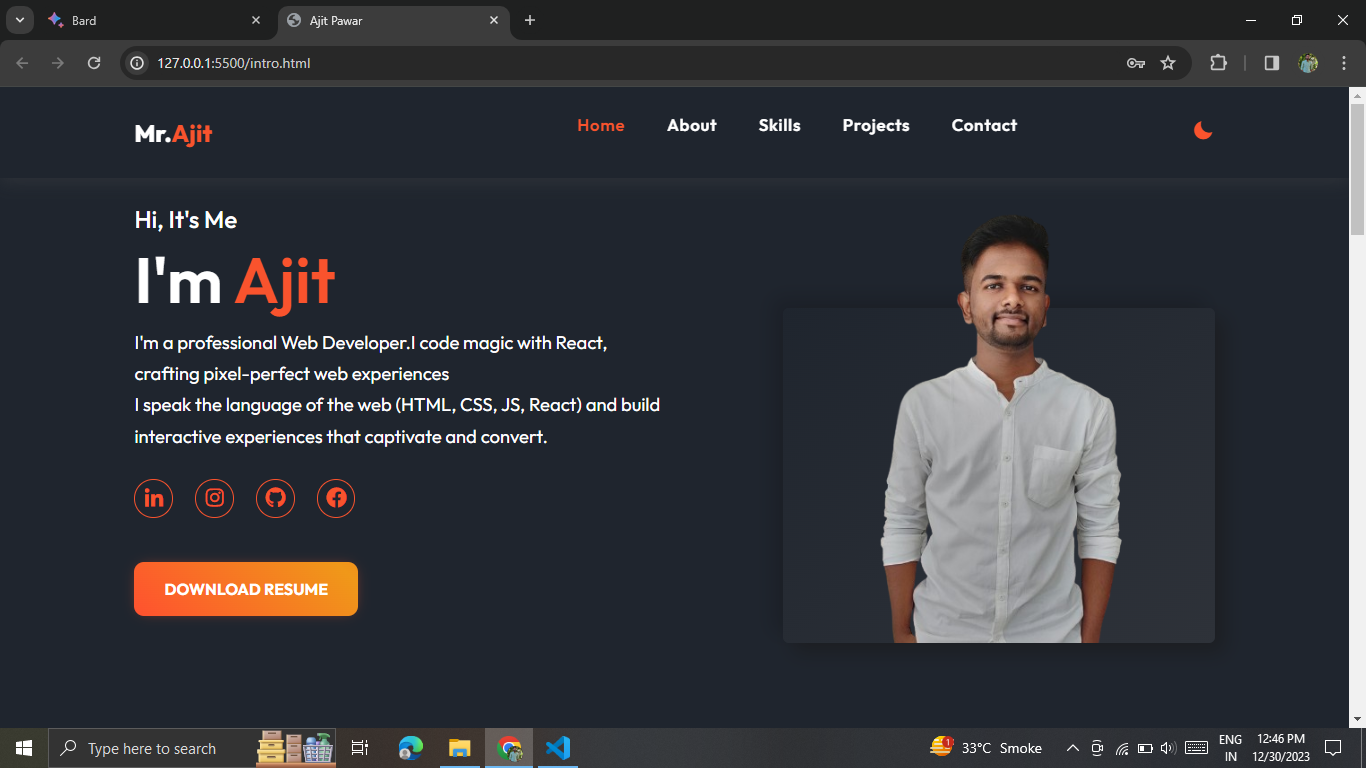 Bard
Ajit Pawar
127.0.0.1:5500/intro.html
Mr.Ajit
Home
About
Skills
Projects
Contact
Hi, It's Me
I'm Ajit
I'm a professional Web Developer.I code magic with React,
crafting pixel-perfect web experiences
I speak the language of the web (HTML, CSS, JS, React) and build
interactive experiences that captivate and convert.
in
DOWNLOAD RESUME
Type here to search
1
33°C Smoke
ENG
IN
12:46 PM
12/30/2023